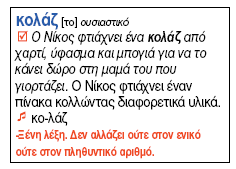 κολάζ [το] ουσιαστικό
☑ Ο Νίκος φτιάχνει ένα κολάζ από
χαρτί, ύφασμα και μπογιά για να το
κάνει δώρο στη μαμά του που
γιορτάζει. Ο Νίκος φτιάχνει έναν
πίνακα κολλώντας διαφορετικά υλικά.
♫ κο-λάζ
-Ξένη λέξη. Δεν αλλάζει ούτε στον ενικό
ούτε στον πληθυντικό αριθμό.